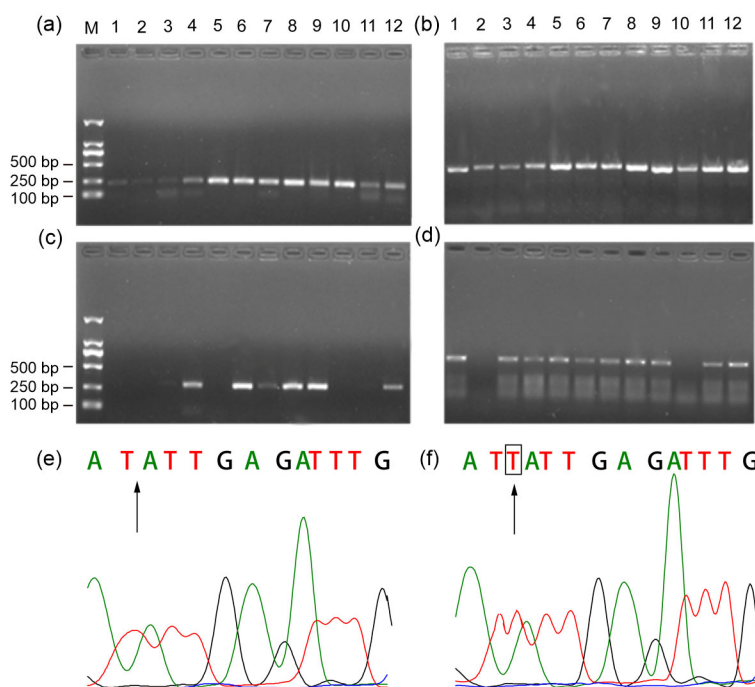 (a) (b)
M 1 2 3 4 5 6 7 8 9 10 11 12 1 2 3 4 5 6 7 8 9 10 11 12
500 bp
250 bp
100 bp
(c) (d)
500 bp
250 bp
100 bp
(e) A T A T T G A G A T T T G (f) A T T A T T G A G A T T T G